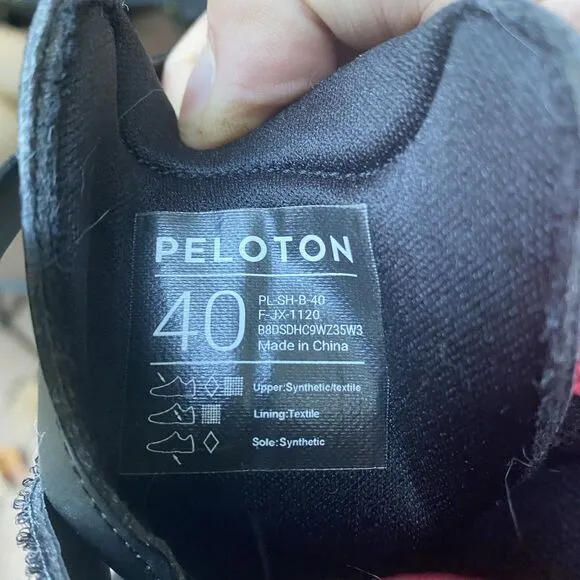 PELOTON
40
PL-SH-B-40
F-JX-1120
B8DSDHC9WZ35W3
Made in China
Upper:Synthetic/textile
Lining:Textile
Sole:Synthetic